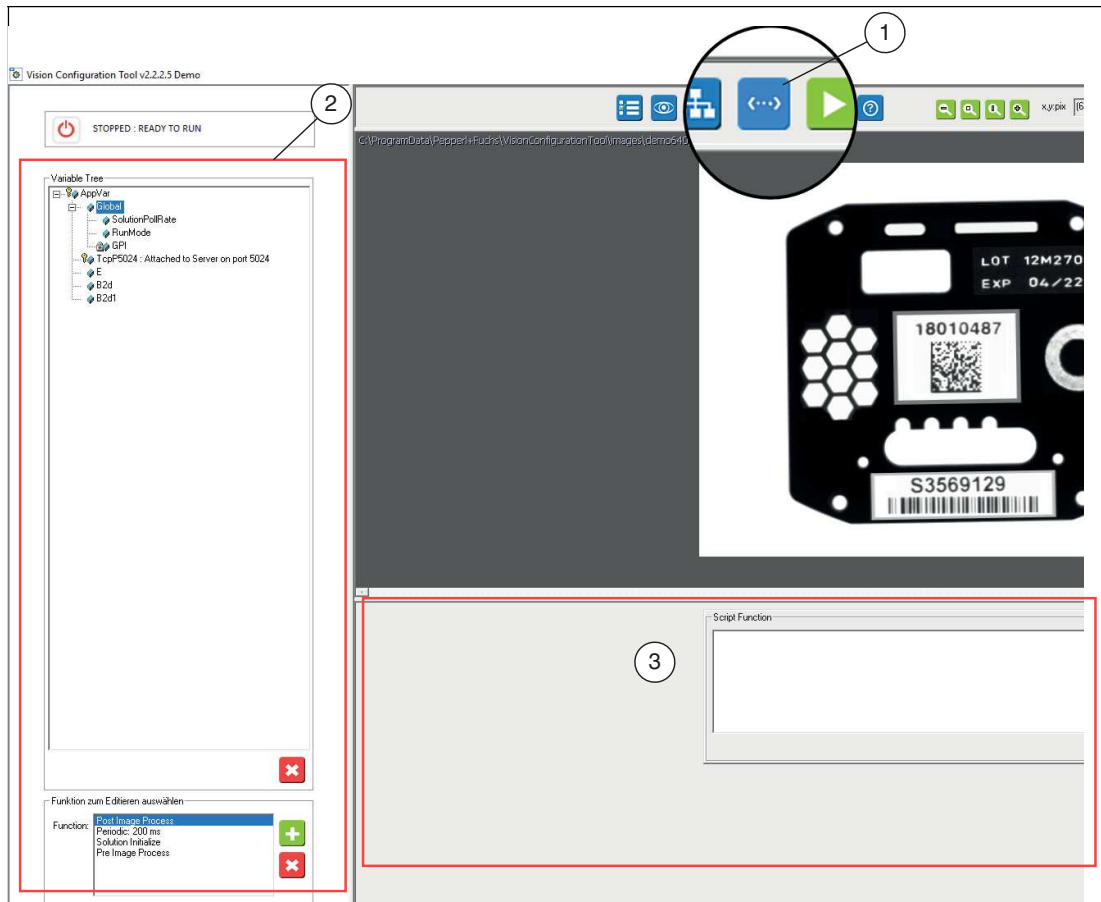 1
Vision Configuration Tool v2.2.2.5 Demo
2
STOPPED : READY TO RUN
x,y:pix [6
C:\ProgramData\Pepperl+Fuchs\VisionConfigurationTool\Images\demo640
Variable Tree
AppVar
Global
SolutionPollRate
RunMode
GPI
TcpP5024 : Attached to Server on port 5024
E
B2d
B2d1
LOT 12M270
EXP 04/22
18010487
S3569129
Script Function
3
Funktion zum Editieren auswählen
Function:
Post Image Process
Periodic: 200 ms
Solution Initialize
Pre Image Process